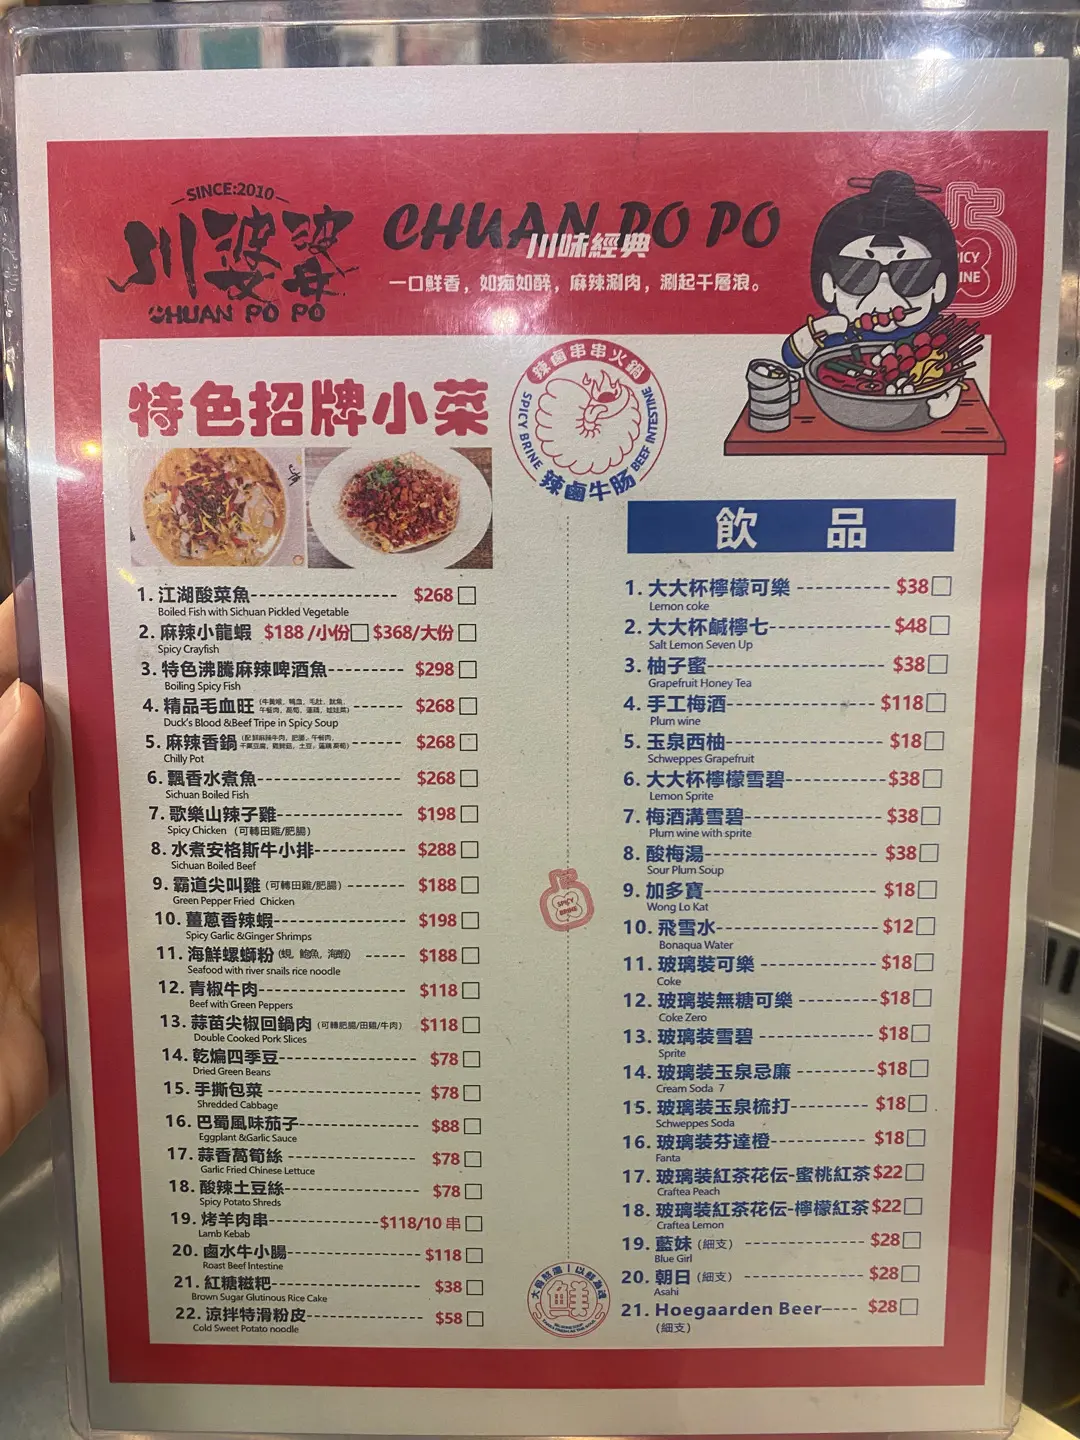 SINCE:2010
川婆婆
CHUAN PO PO
CHUAN PO PO
川味經典
一口鮮香，如痴如醉，麻辣涮肉，涮起千層浪。
SPICY
BRINE
特色招牌小菜
辣鹵串串火鍋
SPICY BRINE
BEEF INTESTINE
辣鹵牛肠
1. 江湖酸菜魚 $268
Boiled Fish with Sichuan Pickled Vegetable
2. 麻辣小龍蝦 $188 /小份 $368/大份
Spicy Crayfish
3. 特色沸騰麻辣啤酒魚 $298
Boiling Spicy Fish
4. 精品毛血旺 $268
Duck's Blood &Beef Tripe in Spicy Soup
5. 麻辣香鍋 $268
Chilly Pot
6. 飄香水煮魚 $268
Sichuan Boiled Fish
7. 歌樂山辣子雞 $198
Spicy Chicken （可轉田雞/肥腸）
8. 水煮安格斯牛小排 $288
Sichuan Boiled Beef
9. 霸道尖叫雞（可轉田雞/肥腸） $188
Green Pepper Fried Chicken
10. 薑蔥香辣蝦 $198
Spicy Garlic &Ginger Shrimps
11. 海鮮螺螄粉（蜆，鮑魚，海蝦） $188
Seafood with river snails rice noodle
12. 青椒牛肉 $118
Beef with Green Peppers
13. 蒜苗尖椒回鍋肉（可轉肥腸/田雞/牛肉） $118
Double Cooked Pork Slices
14. 乾煸四季豆 $78
Dried Green Beans
15. 手撕包菜 $78
Shredded Cabbage
16. 巴蜀風味茄子 $88
Eggplant &Garlic Sauce
17. 蒜香萵筍絲 $78
Garlic Fried Chinese Lettuce
18. 酸辣土豆絲 $78
Spicy Potato Shreds
19. 烤羊肉串 $118/10 串
Lamb Kebab
20. 鹵水牛小腸 $118
Roast Beef Intestine
21. 紅糖糍粑 $38
Brown Sugar Glutinous Rice Cake
22. 涼拌特滑粉皮 $58
Cold Sweet Potato noodle
SPICY
BRINE
飲 品
1. 大大杯檸檬可樂 $38
Lemon coke
2. 大大杯鹹檸七 $48
Salt Lemon Seven Up
3. 柚子蜜 $38
Grapefruit Honey Tea
4. 手工梅酒 $118
Plum wine
5. 玉泉西柚 $18
Schweppes Grapefruit
6. 大大杯檸檬雪碧 $38
Lemon Sprite
7. 梅酒溝雪碧 $38
Plum wine with sprite
8. 酸梅湯 $38
Sour Plum Soup
9. 加多寶 $18
Wong Lo Kat
10. 飛雪水 $12
Bonaqua Water
11. 玻璃裝可樂 $18
Coke
12. 玻璃裝無糖可樂 $18
Coke Zero
13. 玻璃装雪碧 $18
Sprite
14. 玻璃装玉泉忌廉 $18
Cream Soda 7
15. 玻璃装玉泉梳打 $18
Schweppes Soda
16. 玻璃装芬達橙 $18
Fanta
17. 玻璃裝紅茶花伝-蜜桃紅茶 $22
Craftea Peach
18. 玻璃裝紅茶花伝-檸檬紅茶 $22
Craftea Lemon
19. 藍妹（細支） $28
Blue Girl
20. 朝日（細支） $28
Asahi
21. Hoegaarden Beer $28
（細支）